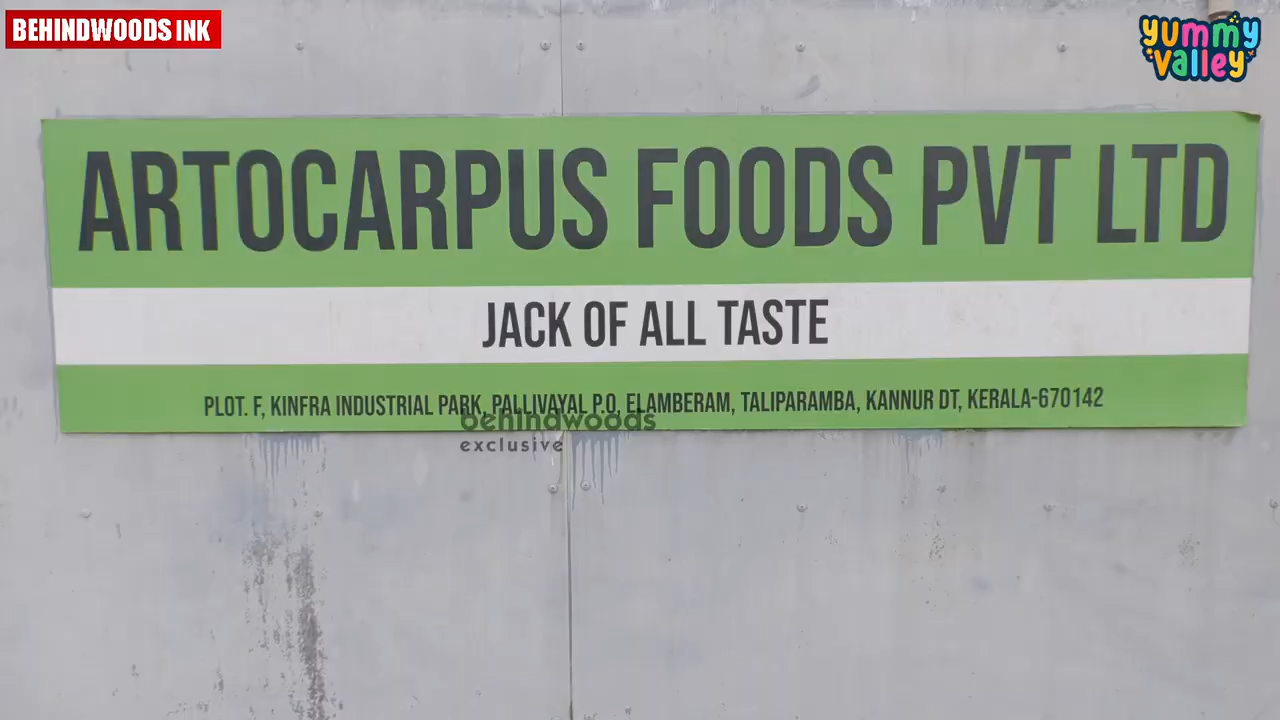 BEHINDWOODS INK
yummy
valley
ARTOCARPUS FOODS PVT LTD
JACK OF ALL TASTE
PLOT. F, KINFRA INDUSTRIAL PARK, PALLIVAYAL P.O, ELAMBERAM, TALIPARAMBA, KANNUR DT, KERALA-670142
behindwoods
exclusive